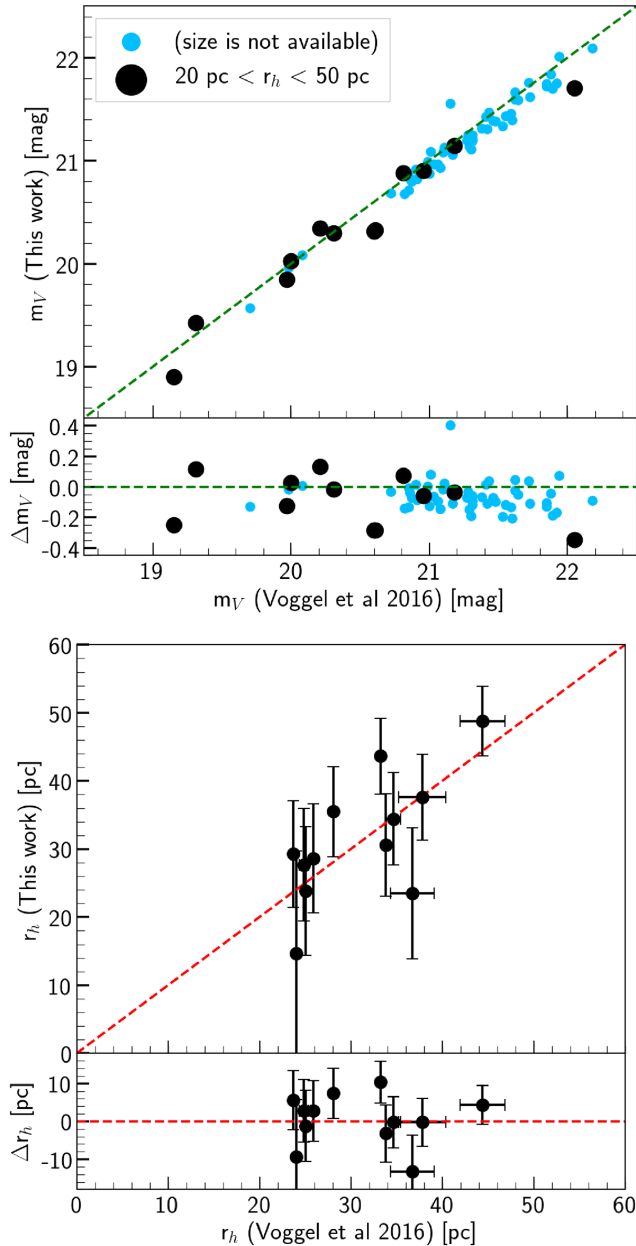 (size is not available)
20 pc < r_h < 50 pc
m_V (This work) [mag]
22
21
20
19
Δm_V [mag]
0.4
0.2
0.0
-0.2
-0.4
19 20 21 22
m_V (Voggel et al 2016) [mag]
r_h (This work) [pc]
60
50
40
30
20
10
0
Δr_h [pc]
10
0
-10
0 10 20 30 40 50 60
r_h (Voggel et al 2016) [pc]